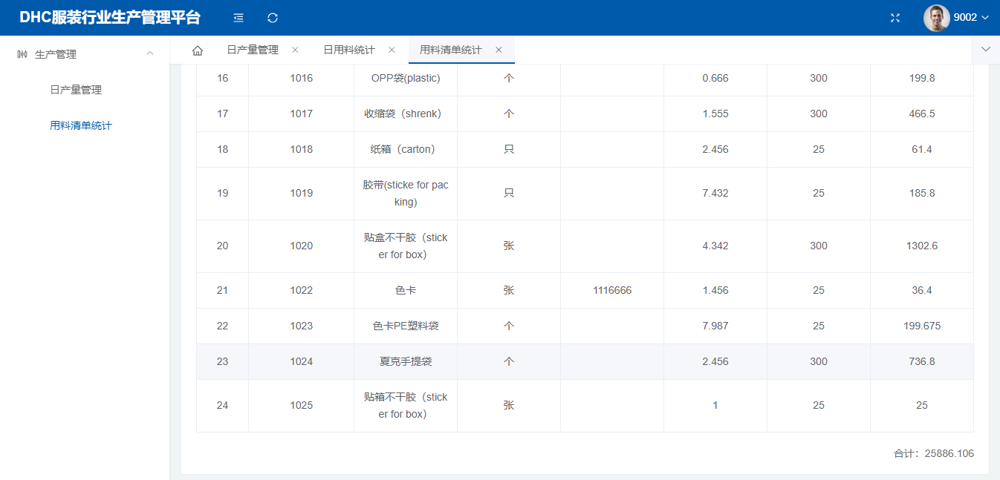 DHC服装行业生产管理平台
9002
生产管理
日产量管理
用料清单统计
日产量管理
日用料统计
用料清单统计
16 1016 OPP袋(plastic) 个 0.666 300 199.8
17 1017 收缩袋（shrenk） 个 1.555 300 466.5
18 1018 纸箱（carton） 只 2.456 25 61.4
19 1019 胶带(sticke for pac
king) 只 7.432 25 185.8
20 1020 贴盒不干胶（stick
er for box） 张 4.342 300 1302.6
21 1022 色卡 张 1116666 1.456 25 36.4
22 1023 色卡PE塑料袋 个 7.987 25 199.675
23 1024 夏克手提袋 个 2.456 300 736.8
24 1025 贴箱不干胶（stick
er for box） 张 1 25 25
合计：25886.106